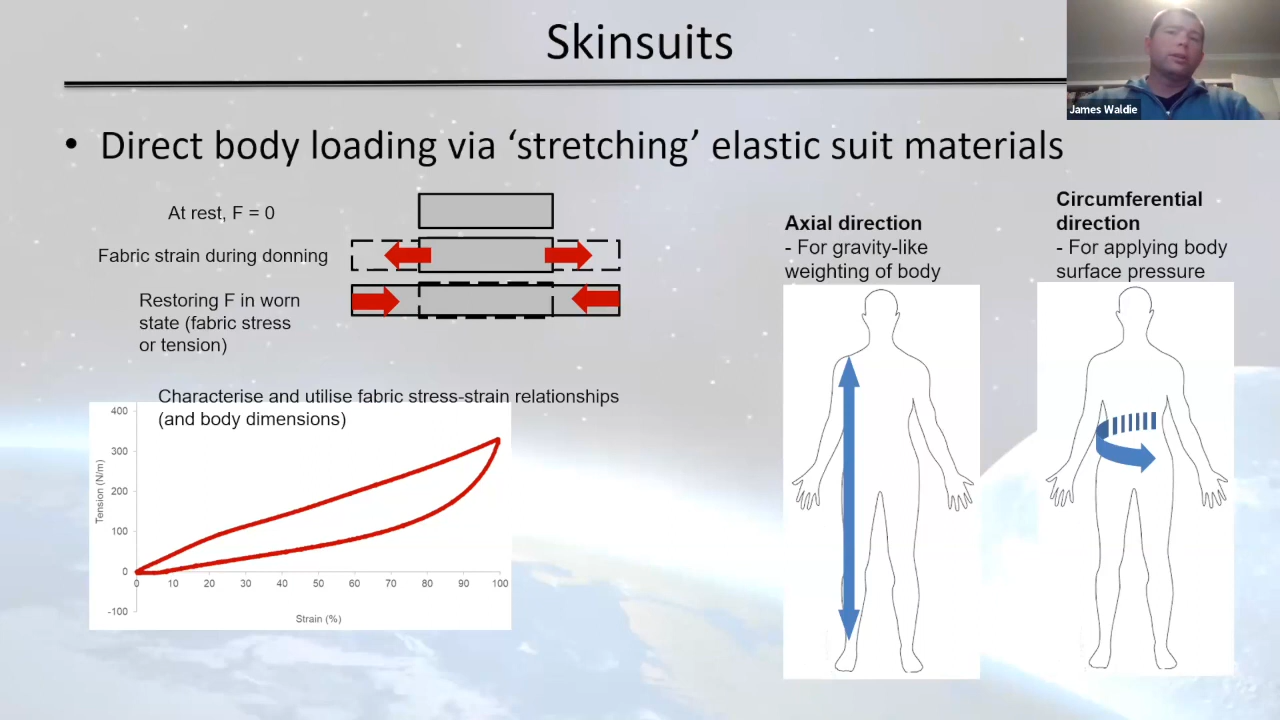 Skinsuits
James Waldie
• Direct body loading via ‘stretching’ elastic suit materials
At rest, F = 0
Fabric strain during donning
Restoring F in worn
state (fabric stress
or tension)
Characterise and utilise fabric stress-strain relationships
(and body dimensions)
Tension (N/m)
400
300
200
100
0
-100
0 10 20 30 40 50 60 70 80 90 100
Strain (%)
Axial direction
- For gravity-like
weighting of body
Circumferential
direction
- For applying body
surface pressure